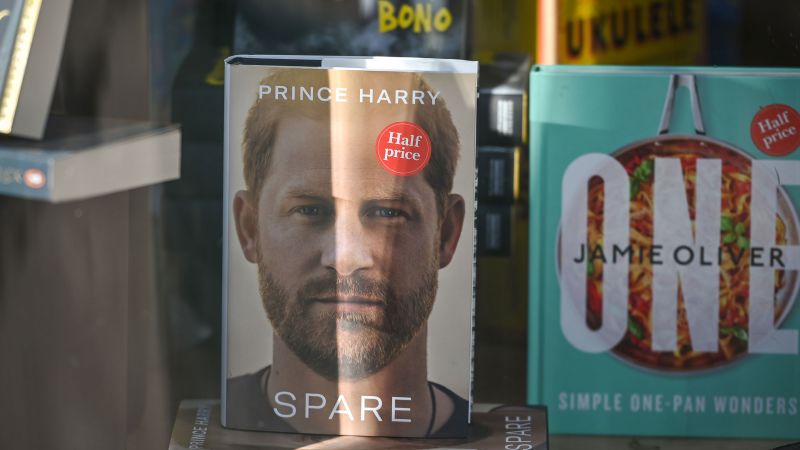 BONO
UKULELE
PRINCE HARRY
Half
price
SPARE
Half
price
ONE
JAMIE OLIVER
SIMPLE ONE-PAN WONDERS
PRINCE HARRY
SPARE